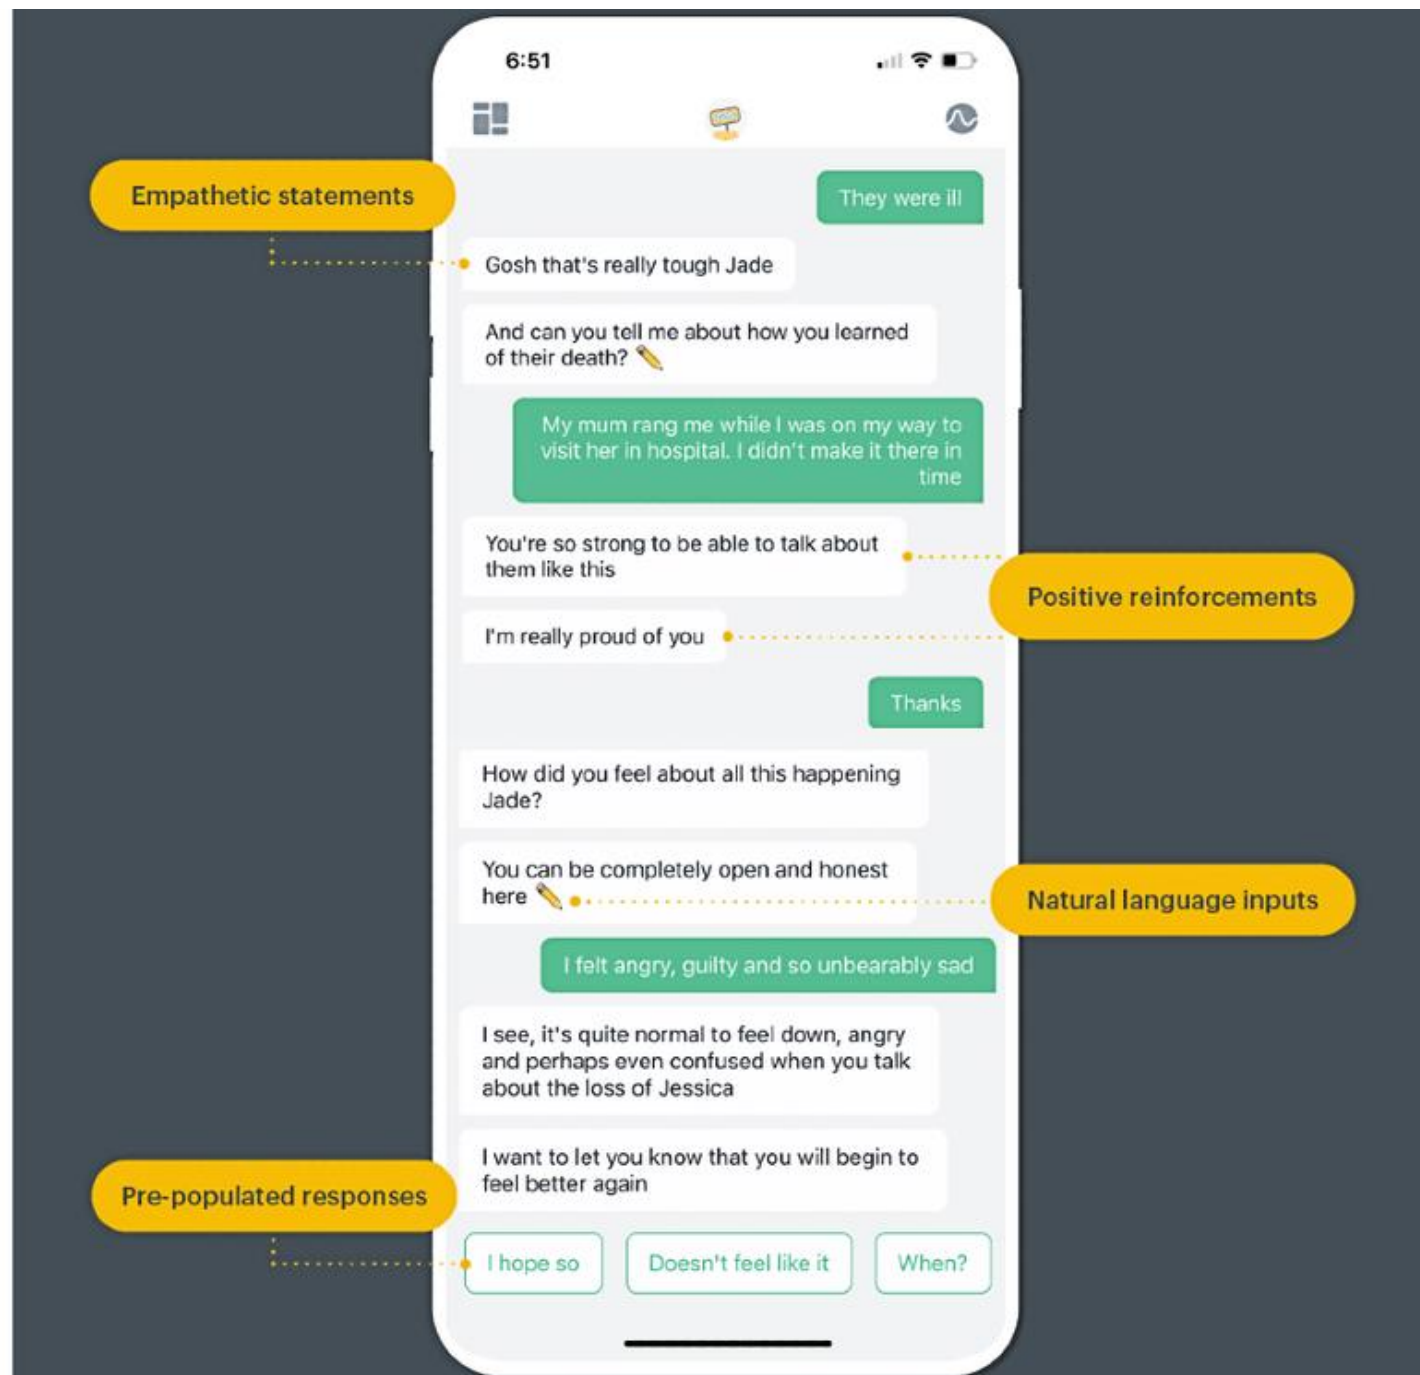 6:51
Empathetic statements
They were ill
Gosh that's really tough Jade
And can you tell me about how you learned
of their death? ✏️
My mum rang me while I was on my way to
visit her in hospital. I didn't make it there in
time
You're so strong to be able to talk about
them like this
Positive reinforcements
I'm really proud of you
Thanks
How did you feel about all this happening
Jade?
You can be completely open and honest
here ✏️
Natural language inputs
I felt angry, guilty and so unbearably sad
I see, it's quite normal to feel down, angry
and perhaps even confused when you talk
about the loss of Jessica
I want to let you know that you will begin to
feel better again
Pre-populated responses
I hope so
Doesn't feel like it
When?